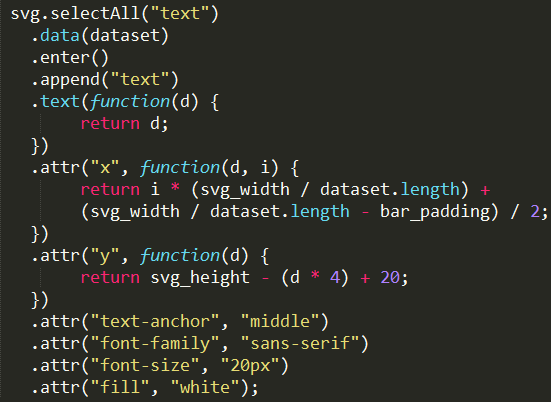 svg.selectAll("text")
  .data(dataset)
  .enter()
  .append("text")
  .text(function(d) {
      return d;
  })
  .attr("x", function(d, i) {
      return i * (svg_width / dataset.length) +
      (svg_width / dataset.length - bar_padding) / 2;
  })
  .attr("y", function(d) {
      return svg_height - (d * 4) + 20;
  })
  .attr("text-anchor", "middle")
  .attr("font-family", "sans-serif")
  .attr("font-size", "20px")
  .attr("fill", "white");